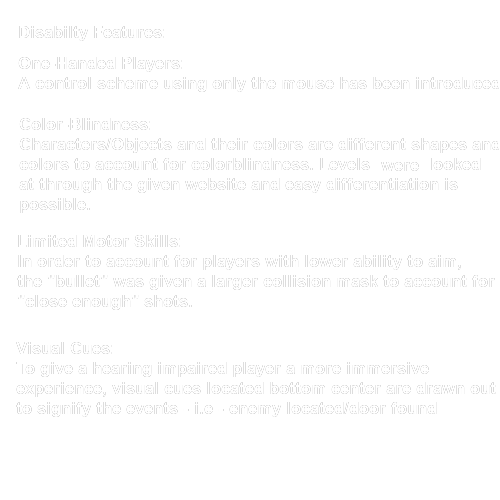 Disabilty Features:
One Handed Players:
A control scheme using only the mouse has been introduced
Color Blindness:
Characters/Objects and their colors are different shapes and
colors to account for colorblindness. Levels were looked
at through the given website and easy differentiation is
possible.
Limited Motor Skills:
In order to account for players with lower ability to aim,
the "bullet" was given a larger collision mask to account for
"close enough" shots.
Visual Cues:
To give a hearing impaired player a more immersive
experience, visual cues located bottom center are drawn out
to signify the events - i.e - enemy located/door found